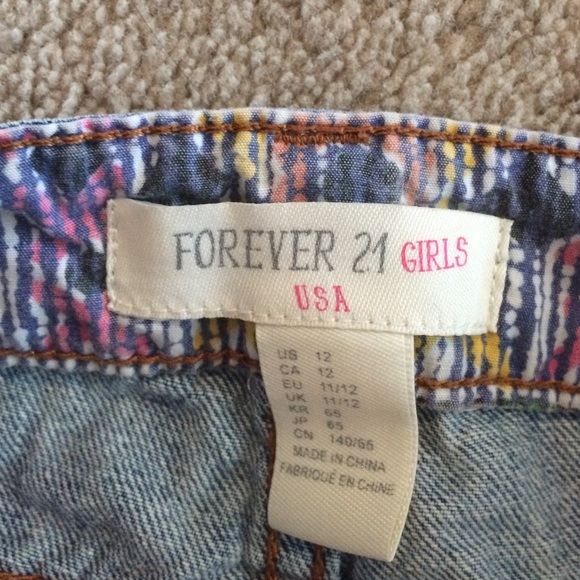 FOREVER 21 GIRLS
USA
US 12
CA 12
EU 11/12
UK 11/12
KR 65
JP 65
CN 140/65
MADE IN CHINA
FABRIQUÉ EN CHINE